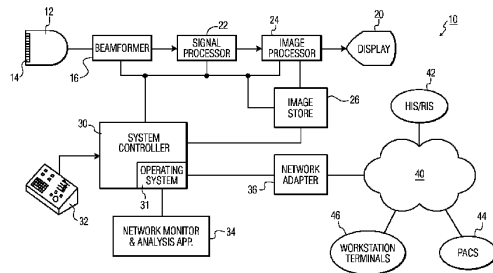 12
22
24
20
10
14
BEAMFORMER
SIGNAL
PROCESSOR
IMAGE
PROCESSOR
DISPLAY
16
42
30
IMAGE
STORE
26
HIS/RIS
SYSTEM
CONTROLLER
OPERATING
SYSTEM
31
NETWORK
ADAPTER
36
40
32
NETWORK MONITOR
& ANALYSIS APP.
34
46
WORKSTATION
TERMINALS
44
PACS